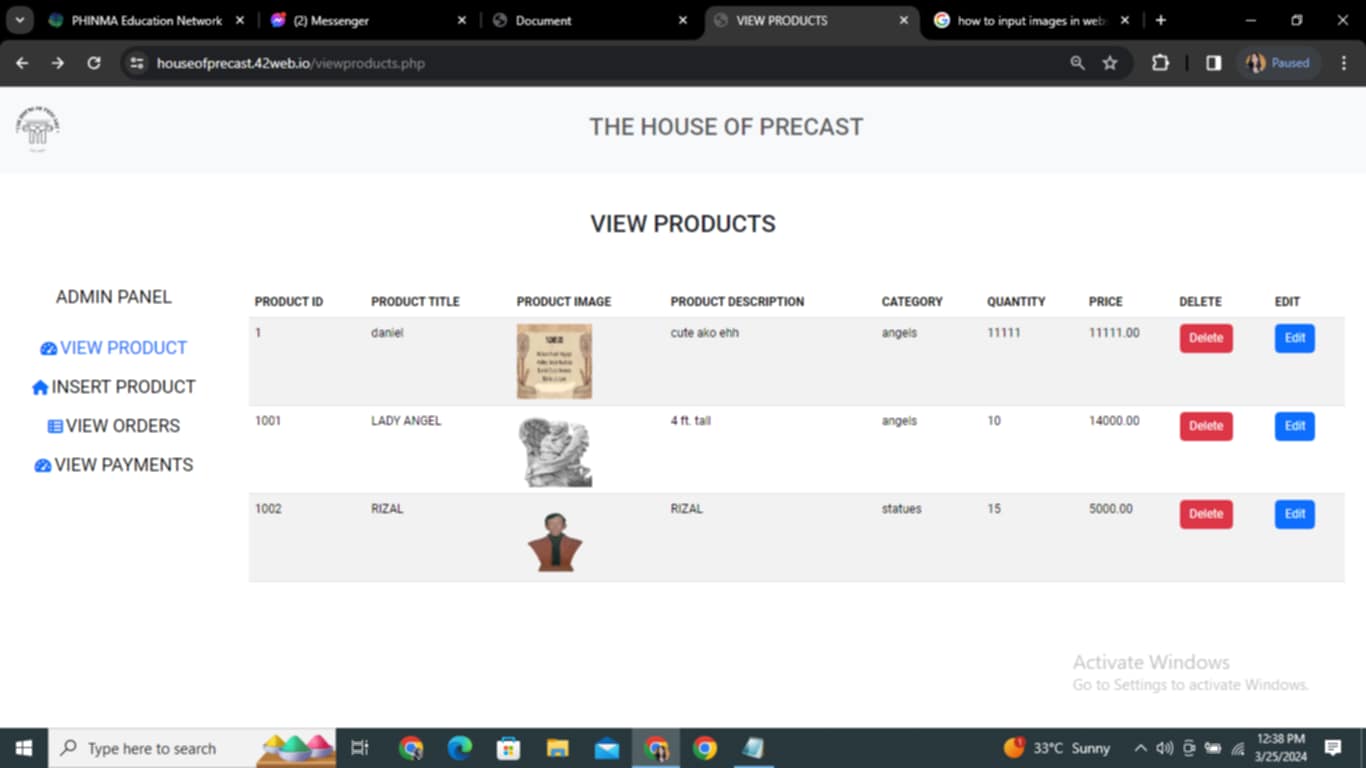 PHINMA Education Network
(2) Messenger
Document
VIEW PRODUCTS
how to input images in web
houseofprecast.42web.io/viewproducts.php
Paused
THE HOUSE OF PRECAST
VIEW PRODUCTS
ADMIN PANEL
VIEW PRODUCT
INSERT PRODUCT
VIEW ORDERS
VIEW PAYMENTS
PRODUCT ID PRODUCT TITLE PRODUCT IMAGE PRODUCT DESCRIPTION CATEGORY QUANTITY PRICE DELETE EDIT
1 daniel cute ako ehh angels 11111 11111.00 Delete Edit
1001 LADY ANGEL 4 ft. tall angels 10 14000.00 Delete Edit
1002 RIZAL RIZAL statues 15 5000.00 Delete Edit
Activate Windows
Go to Settings to activate Windows.
Type here to search
33°C Sunny
12:38 PM
3/25/2024